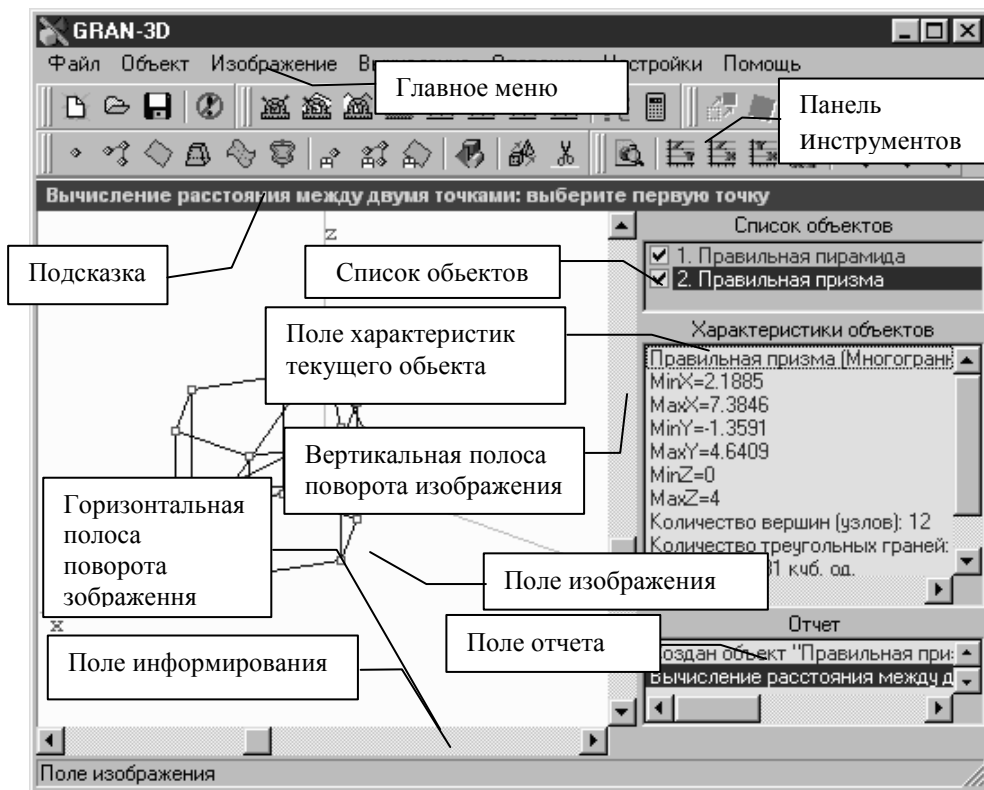 GRAN-3D
Файл Объект Изображение Помощь
Главное меню
Панель
Инструментов
Вычисление расстояния между двумя точками: выберите первую точку
z
Подсказка
Список обьектов
Список объектов
1. Правильная пирамида
2. Правильная призма
Поле характеристик
текущего обьекта
Характеристики объектов
Правильная призма (Многогранн
MinX=2.1885
MaxX=7.3846
MinY=-1.3591
MaxY=4.6409
MinZ=0
MaxZ=4
Количество вершин (узлов): 12
Количество треугольных граней:
31 куб. од.
Вертикальная полоса
поворота изображения
Горизонтальная
полоса
поворота
зображення
Поле изображения
x
Поле информирования
Поле отчета
Отчет
оздан объект "Правильная при
Вычисление расстояния между д
Поле изображения